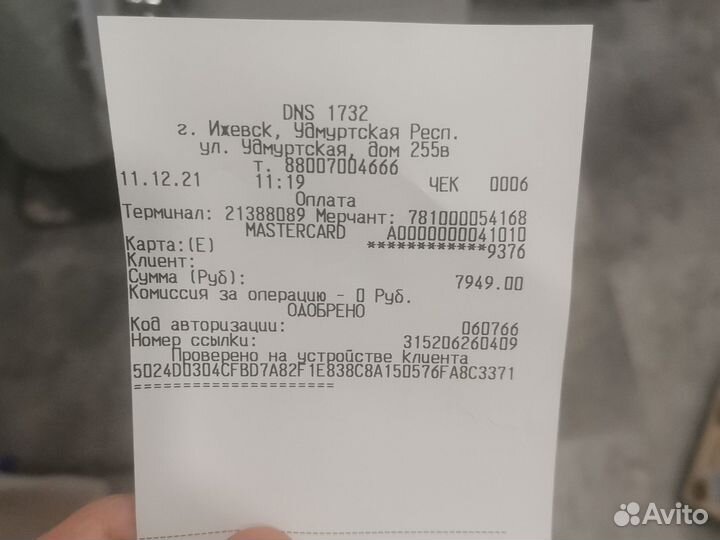 DNS 1732
г. Ижевск, Удмуртская Респ.
ул. Удмуртская, дом 255в
т. 88007004666
11.12.21 11:19 ЧЕК 0006
Оплата
Терминал: 21388089 Мерчант: 781000054168
MASTERCARD A0000000041010
Карта:(E) ************9376
Клиент:
Сумма (Руб): 7949.00
Комиссия за операцию - 0 Руб.
ОДОБРЕНО
Код авторизации: 060766
Номер ссылки: 315206260409
Проверено на устройстве клиента
5024D0304CFBD7A82F1E838C8A150576FA8C3371
======================
Avito